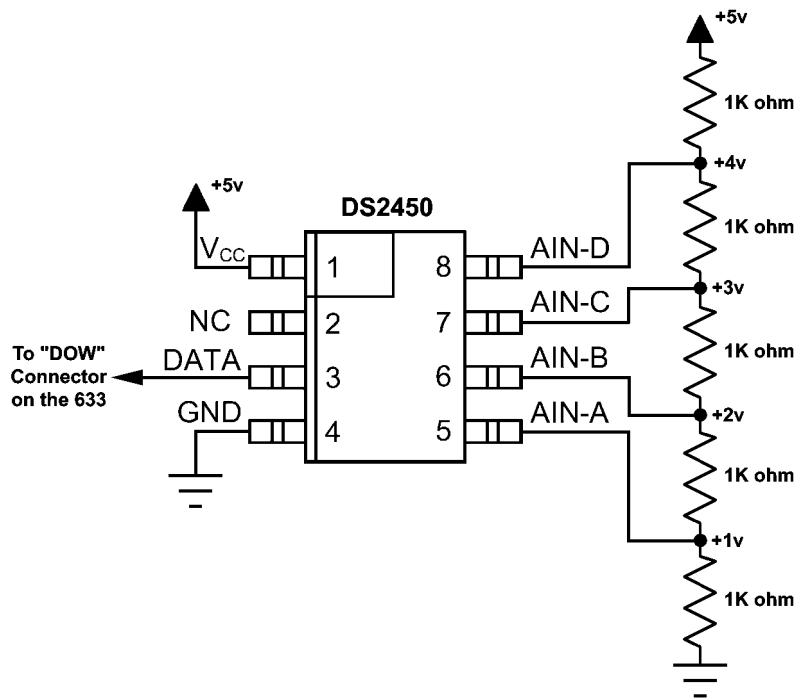 +5v
1K ohm
+4v
+5v
DS2450
1K ohm
VCC
1
8
AIN-D
+3v
NC
2
7
AIN-C
To "DOW"
Connector
on the 633
DATA
3
6
AIN-B
1K ohm
+2v
GND
4
5
AIN-A
1K ohm
+1v
1K ohm